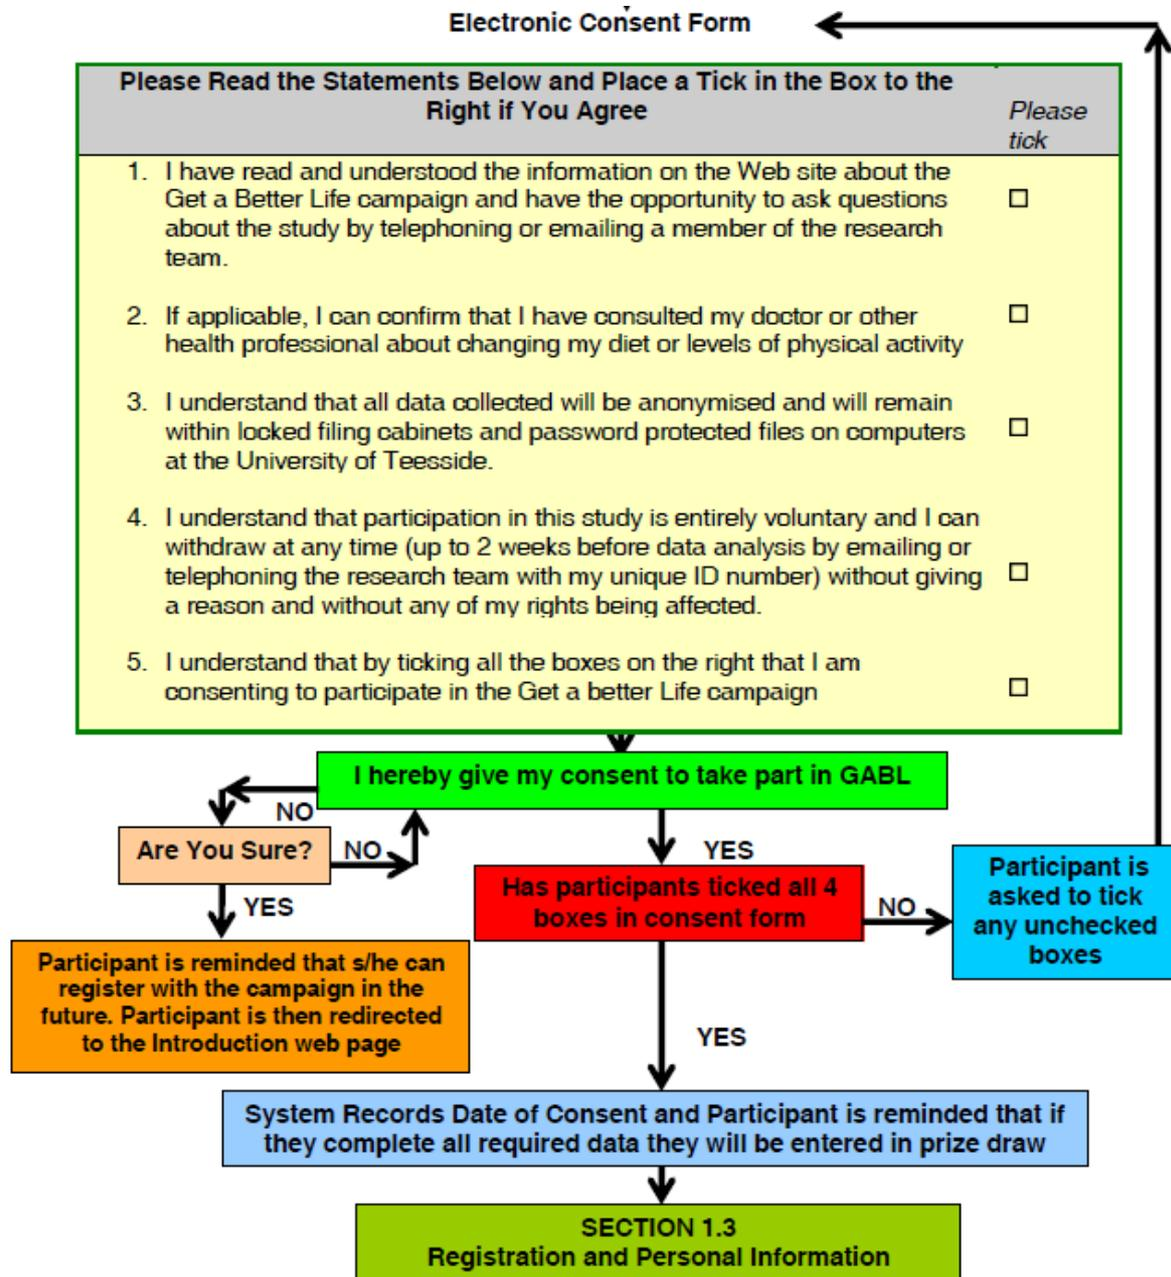 Electronic Consent Form
Please Read the Statements Below and Place a Tick in the Box to the
Right if You Agree
Please
tick
1. I have read and understood the information on the Web site about the
Get a Better Life campaign and have the opportunity to ask questions
about the study by telephoning or emailing a member of the research
team.
2. If applicable, I can confirm that I have consulted my doctor or other
health professional about changing my diet or levels of physical activity
3. I understand that all data collected will be anonymised and will remain
within locked filing cabinets and password protected files on computers
at the University of Teesside.
4. I understand that participation in this study is entirely voluntary and I can
withdraw at any time (up to 2 weeks before data analysis by emailing or
telephoning the research team with my unique ID number) without giving
a reason and without any of my rights being affected.
5. I understand that by ticking all the boxes on the right that I am
consenting to participate in the Get a better Life campaign
I hereby give my consent to take part in GABL
NO
Are You Sure?
NO
YES
YES
Has participants ticked all 4
boxes in consent form
NO
Participant is
asked to tick
any unchecked
boxes
Participant is reminded that s/he can
register with the campaign in the
future. Participant is then redirected
to the Introduction web page
YES
System Records Date of Consent and Participant is reminded that if
they complete all required data they will be entered in prize draw
SECTION 1.3
Registration and Personal Information